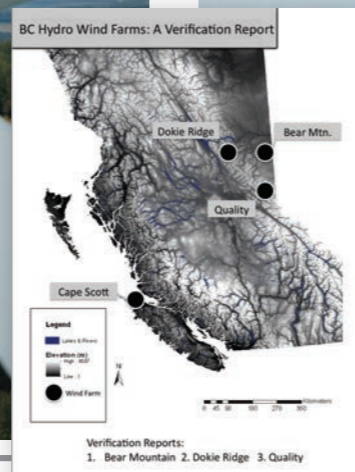 BC Hydro Wind Farms: A Verification Report
Dokie Ridge
Bear Mtn.
Quality
Cape Scott
Legend
Lakes & Rivers
Elevation (m)
High
Low
Wind Farm
N
Kilometers
0 45 90 180 270 360
Verification Reports:
1. Bear Mountain 2. Dokie Ridge 3. Quality